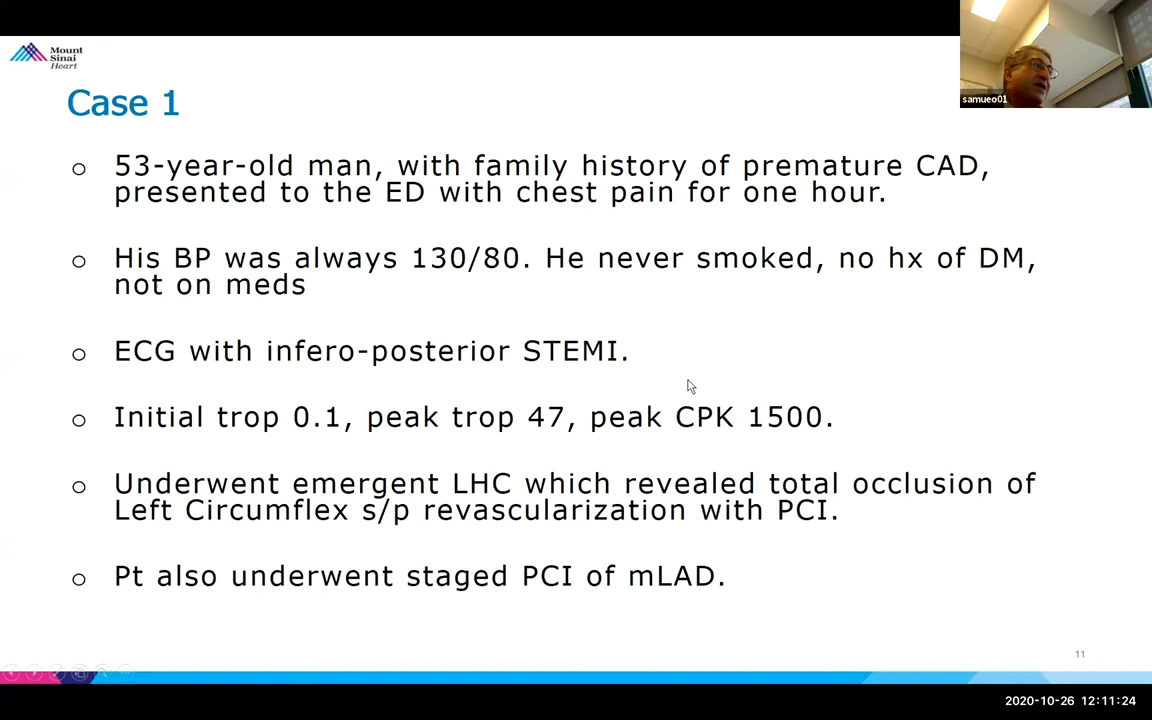 Mount
Sinai
Heart
samueo01
Case 1
53-year-old man, with family history of premature CAD,
presented to the ED with chest pain for one hour.
His BP was always 130/80. He never smoked, no hx of DM,
not on meds
ECG with infero-posterior STEMI.
Initial trop 0.1, peak trop 47, peak CPK 1500.
Underwent emergent LHC which revealed total occlusion of
Left Circumflex s/p revascularization with PCI.
Pt also underwent staged PCI of mLAD.
11
2020-10-26 12:11:24